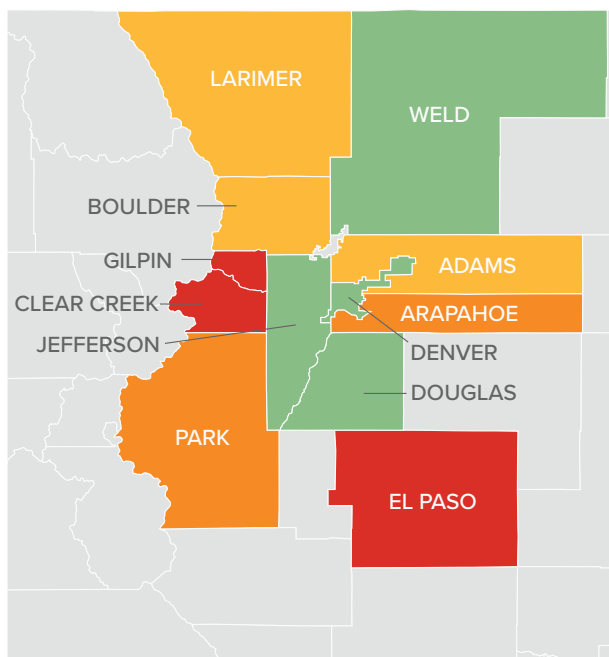 LARIMER
WELD
BOULDER
GILPIN
ADAMS
CLEAR CREEK
ARAPAHOE
JEFFERSON
DENVER
DOUGLAS
PARK
EL PASO